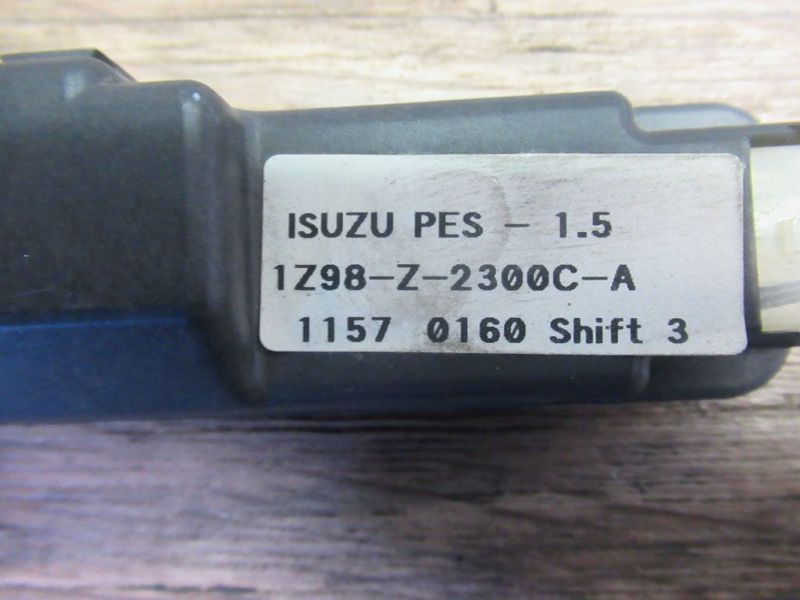 ISUZU PES - 1.5
1Z98-Z-2300C-A
1157 0160 Shift 3